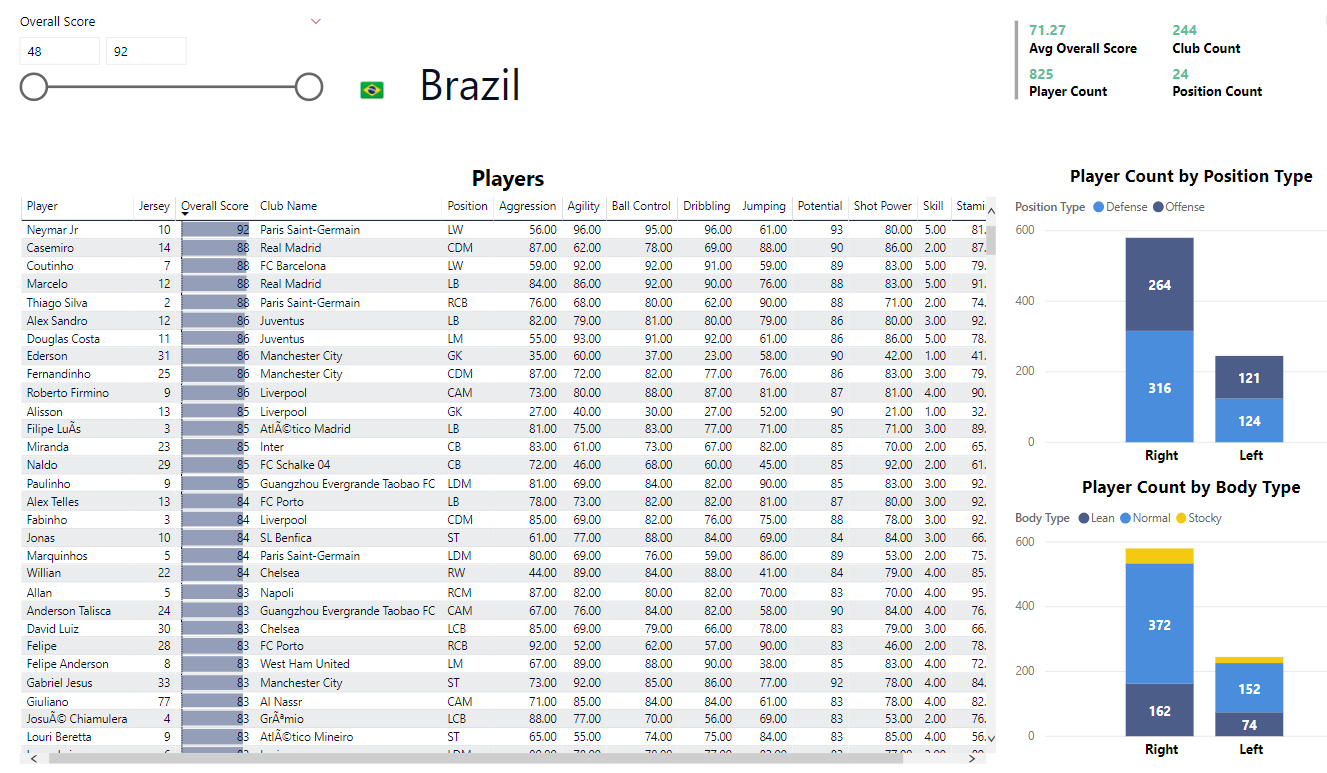 Overall Score
48 92
Brazil
71.27 244
Avg Overall Score Club Count
825 24
Player Count Position Count
Players
Player Jersey Overall Score Club Name Position Aggression Agility Ball Control Dribbling Jumping Potential Shot Power Skill Stami
Neymar Jr 10 92 Paris Saint-Germain LW 56.00 96.00 95.00 96.00 61.00 93 80.00 5.00 81.
Casemiro 14 88 Real Madrid CDM 87.00 62.00 78.00 69.00 88.00 90 86.00 2.00 87.
Coutinho 7 88 FC Barcelona LW 59.00 92.00 92.00 91.00 59.00 89 83.00 5.00 79.
Marcelo 12 88 Real Madrid LB 84.00 86.00 92.00 90.00 76.00 88 83.00 5.00 91.
Thiago Silva 2 88 Paris Saint-Germain RCB 76.00 68.00 80.00 62.00 90.00 88 71.00 2.00 74.
Alex Sandro 12 86 Juventus LB 82.00 79.00 81.00 80.00 79.00 86 80.00 3.00 92.
Douglas Costa 11 86 Juventus LM 55.00 93.00 91.00 92.00 61.00 86 86.00 5.00 78.
Ederson 31 86 Manchester City GK 35.00 60.00 37.00 23.00 58.00 90 42.00 1.00 41.
Fernandinho 25 86 Manchester City CDM 87.00 72.00 82.00 77.00 76.00 86 83.00 3.00 79.
Roberto Firmino 9 86 Liverpool CAM 73.00 80.00 88.00 87.00 81.00 87 81.00 4.00 90.
Alisson 13 85 Liverpool GK 27.00 40.00 30.00 27.00 52.00 90 21.00 1.00 32.
Filipe LuÃs 3 85 AtlÃ©tico Madrid LB 81.00 75.00 83.00 77.00 71.00 85 71.00 3.00 89.
Miranda 23 85 Inter CB 83.00 61.00 73.00 67.00 82.00 85 70.00 2.00 65.
Naldo 29 85 FC Schalke 04 CB 72.00 46.00 68.00 60.00 45.00 85 92.00 2.00 61.
Paulinho 9 85 Guangzhou Evergrande Taobao FC LDM 81.00 69.00 84.00 82.00 90.00 85 83.00 3.00 92.
Alex Telles 13 84 FC Porto LB 78.00 73.00 82.00 82.00 81.00 87 80.00 3.00 92.
Fabinho 3 84 Liverpool CDM 85.00 69.00 82.00 76.00 75.00 88 78.00 3.00 92.
Jonas 10 84 SL Benfica ST 61.00 77.00 88.00 84.00 69.00 84 84.00 3.00 66.
Marquinhos 5 84 Paris Saint-Germain LDM 80.00 69.00 76.00 59.00 86.00 89 53.00 2.00 75.
Willian 22 84 Chelsea RW 44.00 89.00 84.00 88.00 41.00 84 79.00 4.00 90.
Allan 5 83 Napoli RCM 87.00 82.00 80.00 82.00 70.00 83 70.00 4.00 95.
Anderson Talisca 24 83 Guangzhou Evergrande Taobao FC CAM 67.00 76.00 84.00 82.00 58.00 90 84.00 4.00 76.
David Luiz 30 83 Chelsea LCB 85.00 69.00 79.00 66.00 78.00 83 79.00 3.00 66.
Felipe 28 83 FC Porto RCB 92.00 52.00 62.00 57.00 90.00 83 46.00 2.00 78.
Felipe Anderson 8 83 West Ham United LM 67.00 89.00 88.00 90.00 38.00 85 83.00 4.00 72.
Gabriel Jesus 33 83 Manchester City ST 73.00 92.00 85.00 86.00 77.00 92 78.00 4.00 84.
Giuliano 77 83 Al Nassr CAM 71.00 85.00 84.00 84.00 61.00 83 78.00 4.00 82.
JosuÃ© Chiamulera 4 83 GrÃªmio LCB 88.00 77.00 70.00 56.00 69.00 83 53.00 2.00 76.
Louri Beretta 9 83 AtlÃ©tico Mineiro ST 65.00 55.00 74.00 75.00 84.00 83 85.00 4.00 56.
Player Count by Position Type
Position Type Defense Offense
600
400
200
0
264
316
121
124
Right Left
Player Count by Body Type
Body Type Lean Normal Stocky
600
400
200
0
372
162
152
74
Right Left